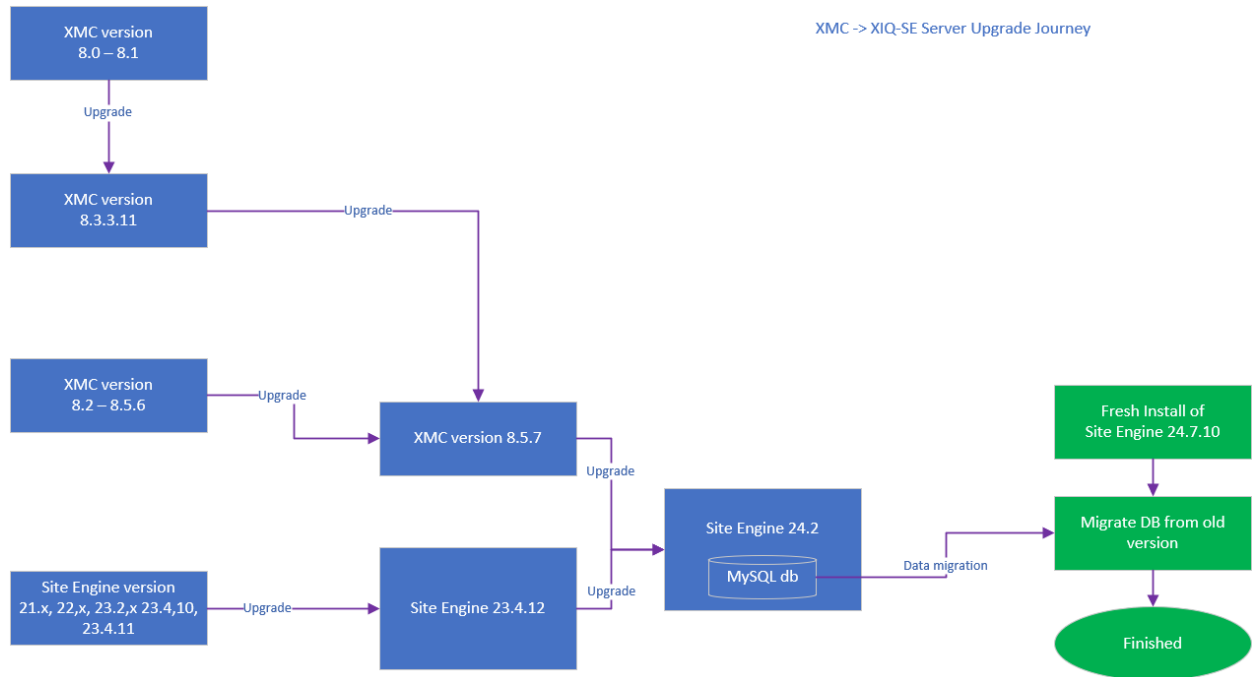 XMC version
8.0 – 8.1
XMC -> XIQ-SE Server Upgrade Journey
Upgrade
XMC version
8.3.3.11
Upgrade
XMC version
8.2 – 8.5.6
Upgrade
XMC version 8.5.7
Upgrade
Fresh Install of
Site Engine 24.7.10
Site Engine 24.2
MySQL db
Data migration
Migrate DB from old
version
Site Engine version
21.x, 22,x, 23.2,x 23.4,10,
23.4.11
Upgrade
Site Engine 23.4.12
Upgrade
Finished